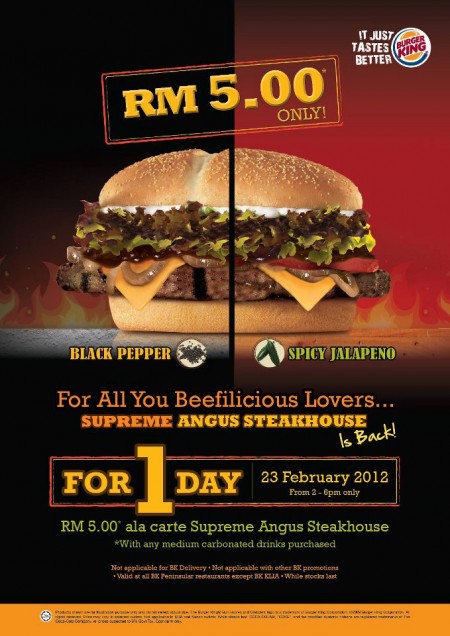 IT JUST
TASTES
BETTER
BURGER
KING
RM 5.00*
ONLY!
BLACK PEPPER
SPICY JALAPENO
For All You Beefilicious Lovers...
SUPREME ANGUS STEAKHOUSE
Is Back!
FOR 1 DAY
23 February 2012
From 2 - 6pm only
RM 5.00* ala carte Supreme Angus Steakhouse
*With any medium carbonated drinks purchased
Not applicable for BK Delivery • Not applicable with other BK promotions
• Valid at all BK Peninsular restaurants except BK KLIA • While stocks last